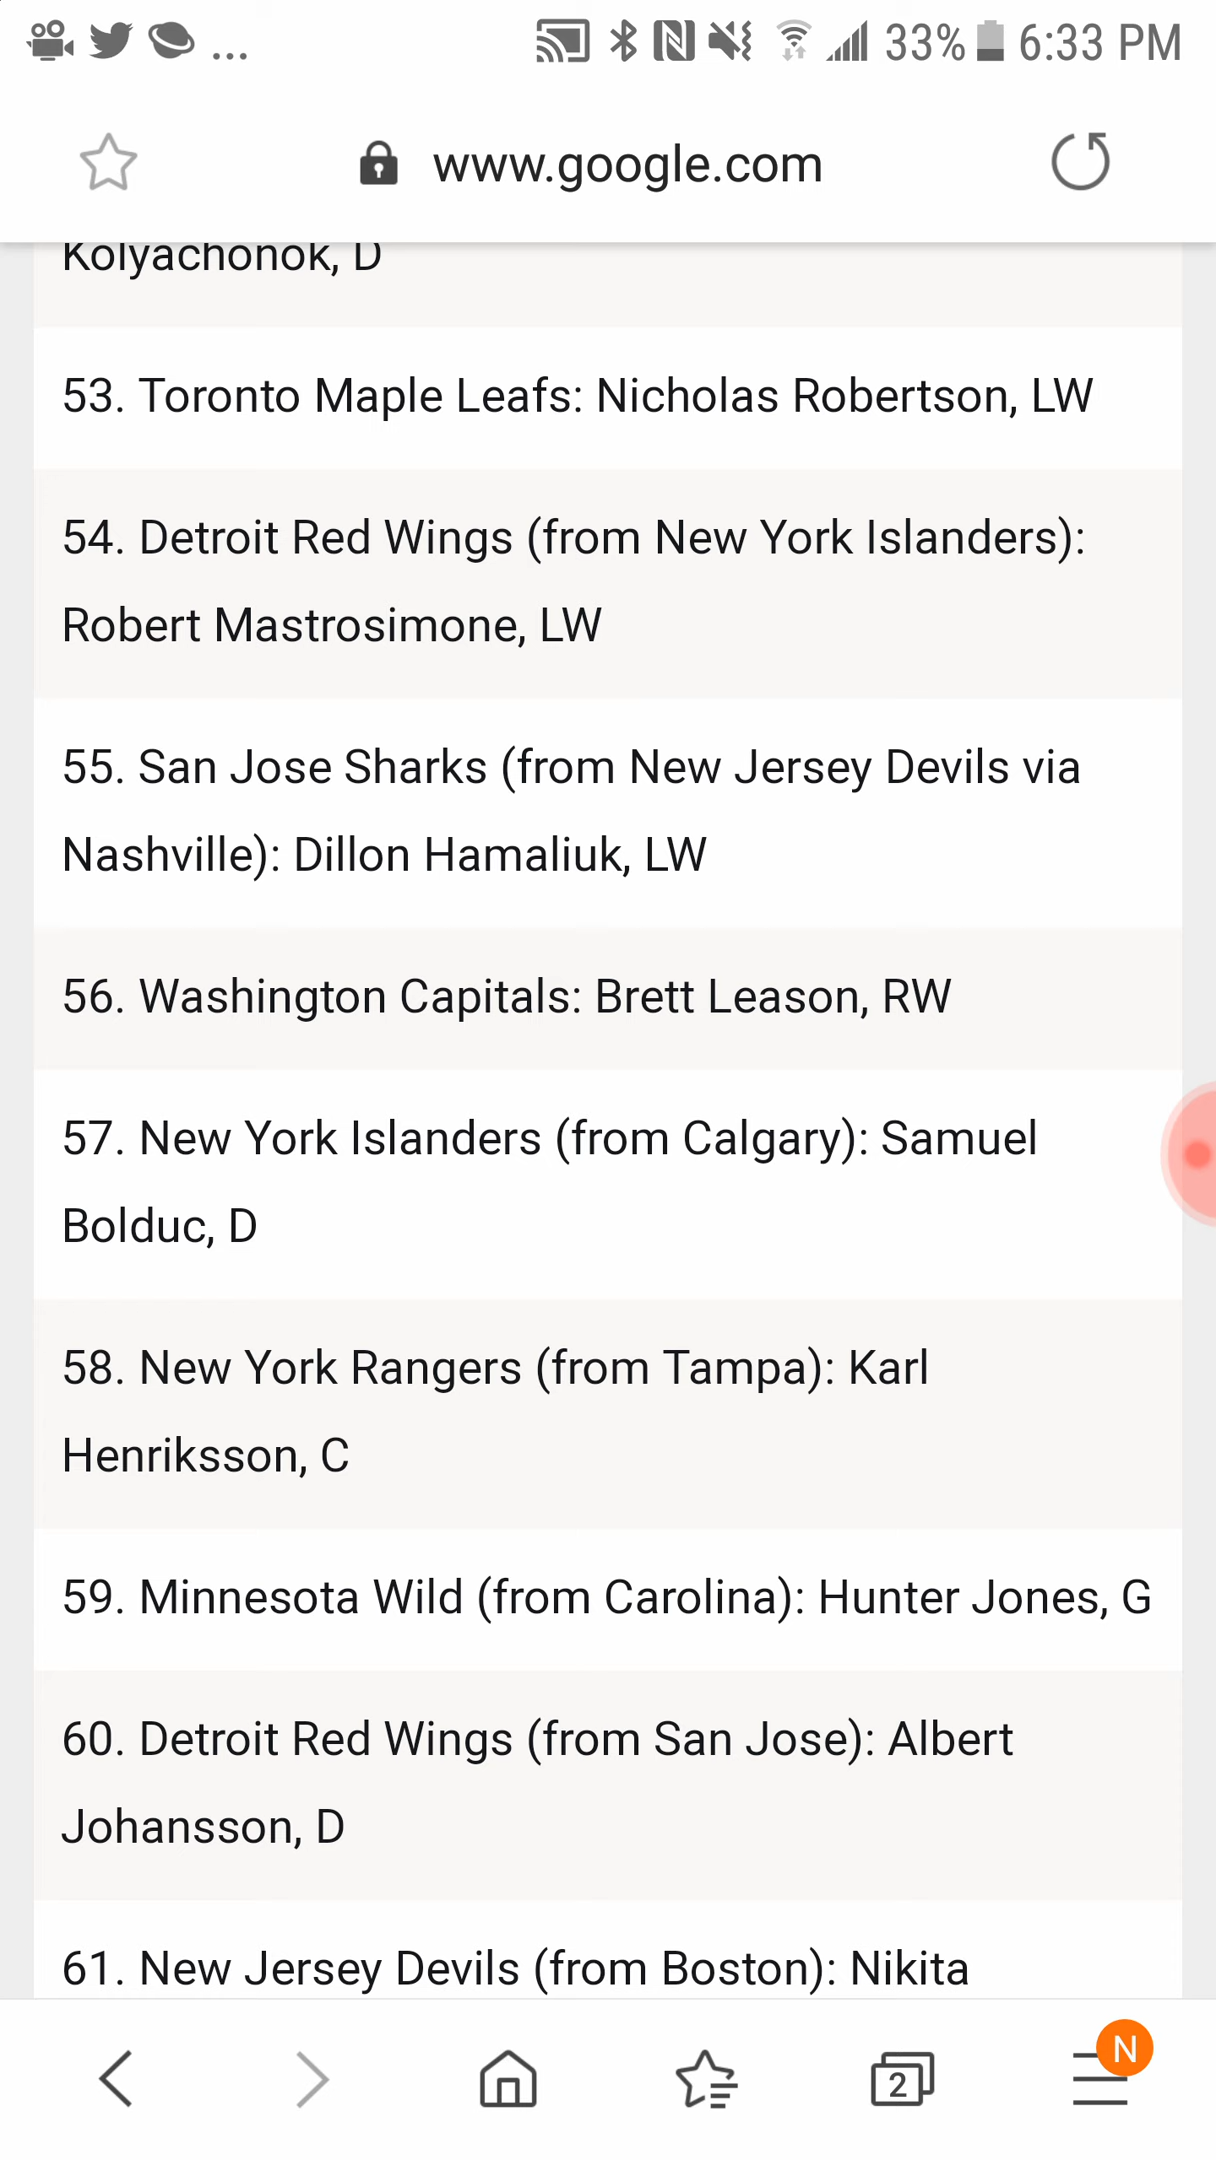 ... 33% 6:33 PM
www.google.com
Kolyachonok, D
53. Toronto Maple Leafs: Nicholas Robertson, LW
54. Detroit Red Wings (from New York Islanders):
Robert Mastrosimone, LW
55. San Jose Sharks (from New Jersey Devils via
Nashville): Dillon Hamaliuk, LW
56. Washington Capitals: Brett Leason, RW
57. New York Islanders (from Calgary): Samuel
Bolduc, D
58. New York Rangers (from Tampa): Karl
Henriksson, C
59. Minnesota Wild (from Carolina): Hunter Jones, G
60. Detroit Red Wings (from San Jose): Albert
Johansson, D
61. New Jersey Devils (from Boston): Nikita
2 N